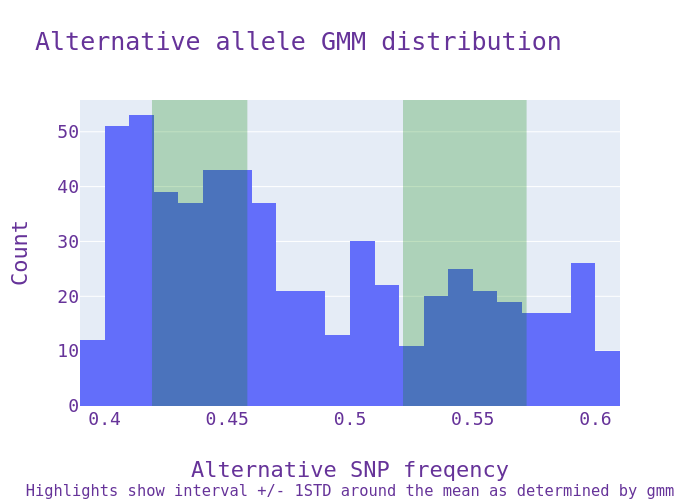 Alternative allele GMM distribution
50
40
30
20
10
0
Count
0.4 0.45 0.5 0.55 0.6
Alternative SNP freqency
Highlights show interval +/- 1STD around the mean as determined by gmm